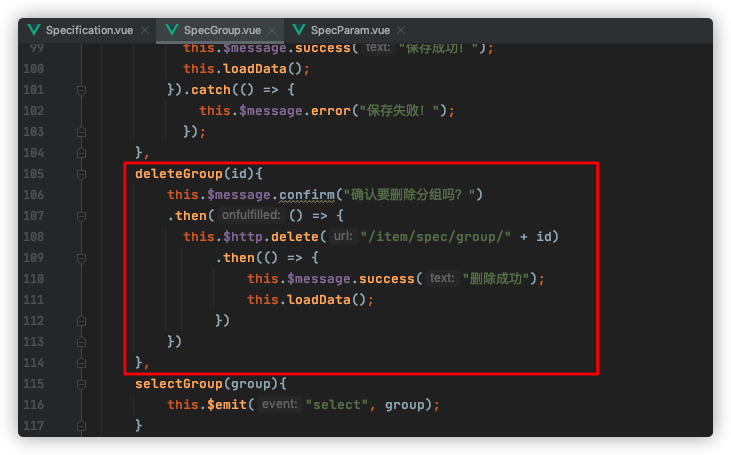 Specification.vue SpecGroup.vue SpecParam.vue
99 this.$message.success( text: "保存成功！");
100 this.loadData();
101 }).catch(() => {
102 this.$message.error("保存失败！");
103 });
104 },
105 deleteGroup(id){
106 this.$message.confirm("确认要删除分组吗？")
107 .then( onfulfilled: () => {
108 this.$http.delete( url: "/item/spec/group/" + id)
109 .then(() => {
110 this.$message.success( text: "删除成功");
111 this.loadData();
112 })
113 })
114 },
115 selectGroup(group){
116 this.$emit( event: "select", group);
117 }